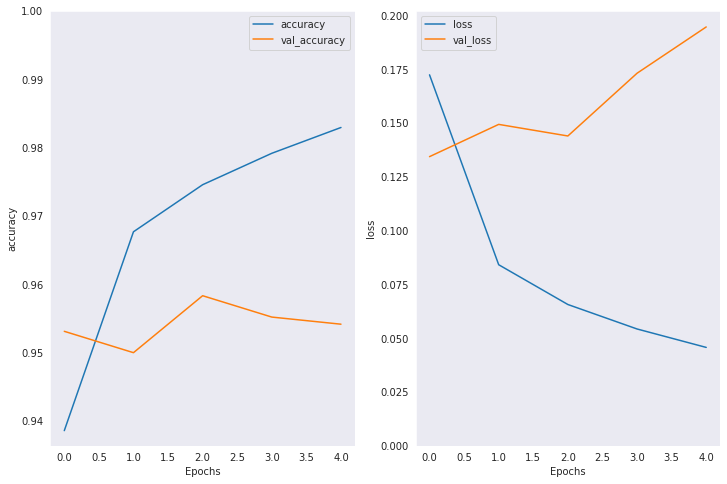 1.00
0.99
0.98
0.97
0.96
0.95
0.94
accuracy
0.0 0.5 1.0 1.5 2.0 2.5 3.0 3.5 4.0
Epochs
accuracy
val_accuracy
0.200
0.175
0.150
0.125
0.100
0.075
0.050
0.025
0.000
loss
0.0 0.5 1.0 1.5 2.0 2.5 3.0 3.5 4.0
Epochs
loss
val_loss